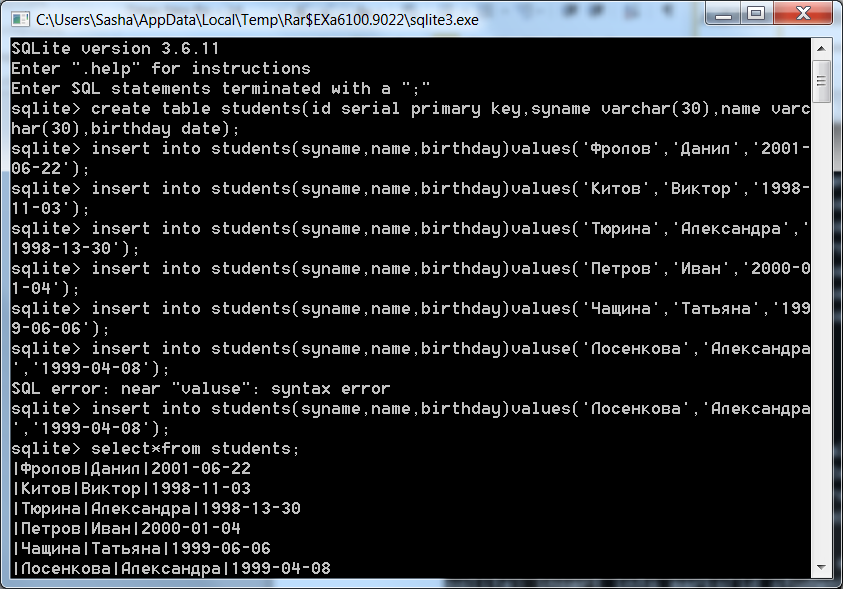 C:\Users\Sasha\AppData\Local\Temp\Rar$EXa6100.9022\sqlite3.exe
SQLite version 3.6.11
Enter ".help" for instructions
Enter SQL statements terminated with a ";"
sqlite> create table students(id serial primary key,syname varchar(30),name varc
har(30),birthday date);
sqlite> insert into students(syname,name,birthday)values('Фролов','Данил','2001-
06-22');
sqlite> insert into students(syname,name,birthday)values('Китов','Виктор','1998-
11-03');
sqlite> insert into students(syname,name,birthday)values('Тюрина','Александра','
1998-13-30');
sqlite> insert into students(syname,name,birthday)values('Петров','Иван','2000-0
1-04');
sqlite> insert into students(syname,name,birthday)values('Чащина','Татьяна','199
9-06-06');
sqlite> insert into students(syname,name,birthday)valuse('Лосенкова','Александра
','1999-04-08');
SQL error: near "valuse": syntax error
sqlite> insert into students(syname,name,birthday)values('Лосенкова','Александра
','1999-04-08');
sqlite> select*from students;
|Фролов|Данил|2001-06-22
|Китов|Виктор|1998-11-03
|Тюрина|Александра|1998-13-30
|Петров|Иван|2000-01-04
|Чащина|Татьяна|1999-06-06
|Лосенкова|Александра|1999-04-08